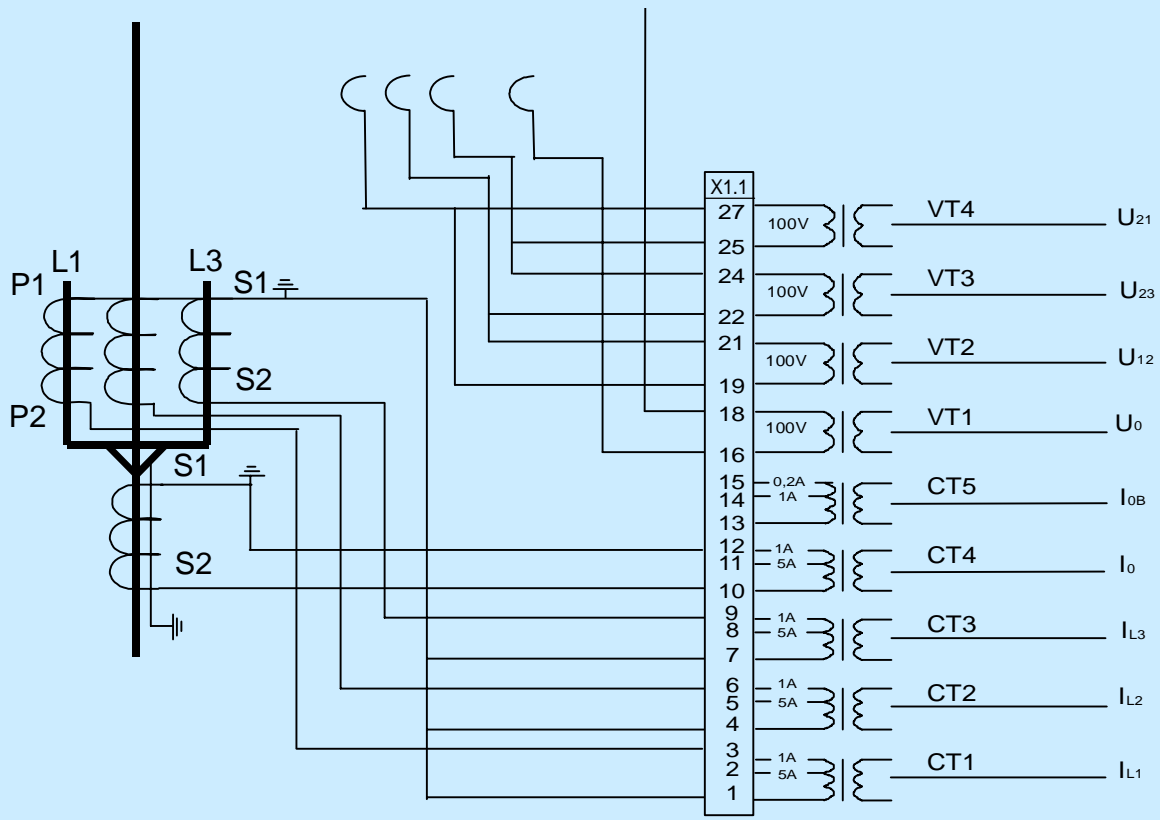 X1.1
27 100V VT4 U21
25
L1 L3
P1 S1 24 100V VT3 U23
22
21 100V VT2 U12
S2 19
P2 18 100V VT1 U0
16
S1 15 0,2A CT5 I0B
14 1A
13
12 1A CT4 I0
S2 11 5A
10
9 1A CT3 IL3
8 5A
7
6 1A CT2 IL2
5 5A
4
3 1A CT1 IL1
2 5A
1